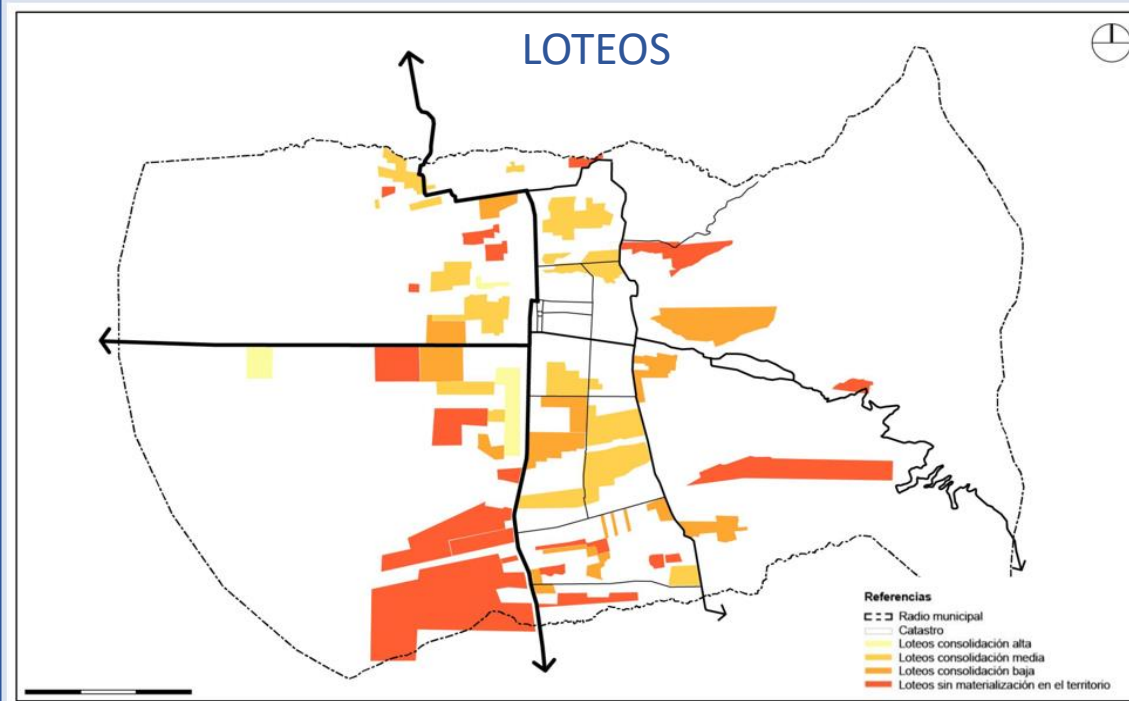 LOTEOS
Referencias
Radio municipal
Catastro
Loteos consolidación alta
Loteos consolidación media
Loteos consolidación baja
Loteos sin materialización en el territorio